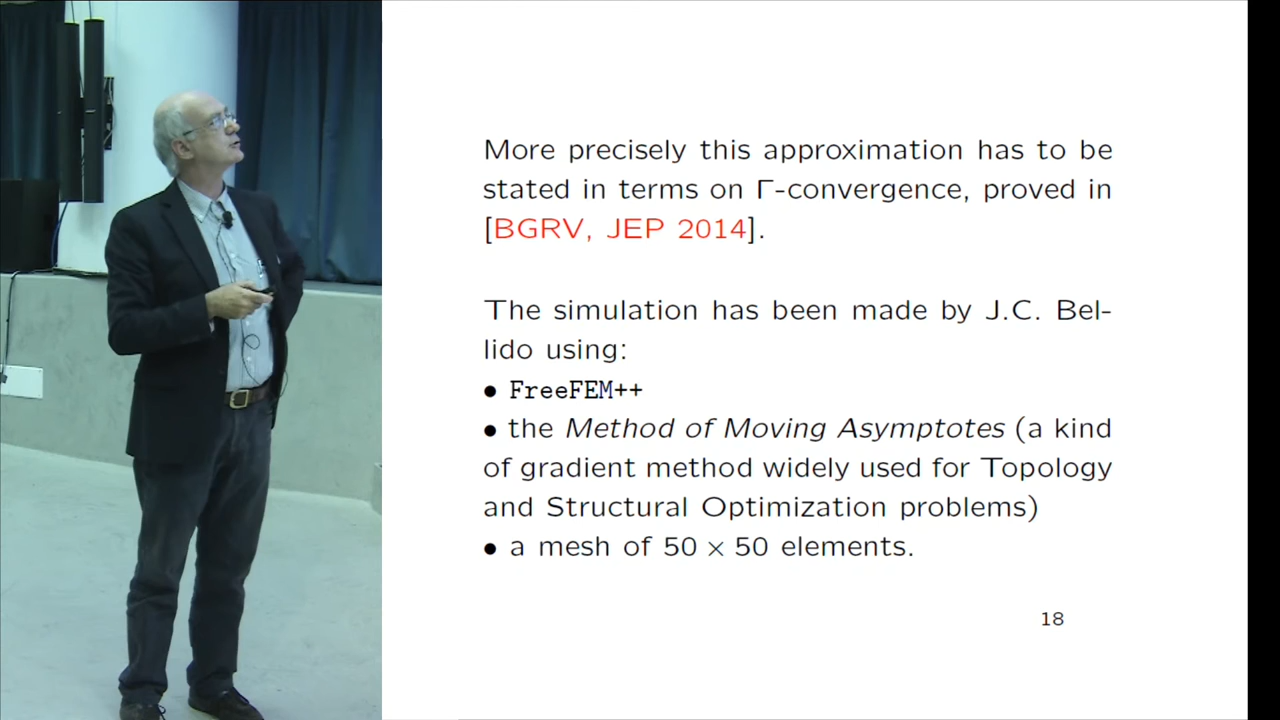 More precisely this approximation has to be
stated in terms on Γ-convergence, proved in
[BGRV, JEP 2014].
The simulation has been made by J.C. Bel-
lido using:
• FreeFEM++
• the Method of Moving Asymptotes (a kind
of gradient method widely used for Topology
and Structural Optimization problems)
• a mesh of 50 × 50 elements.
18